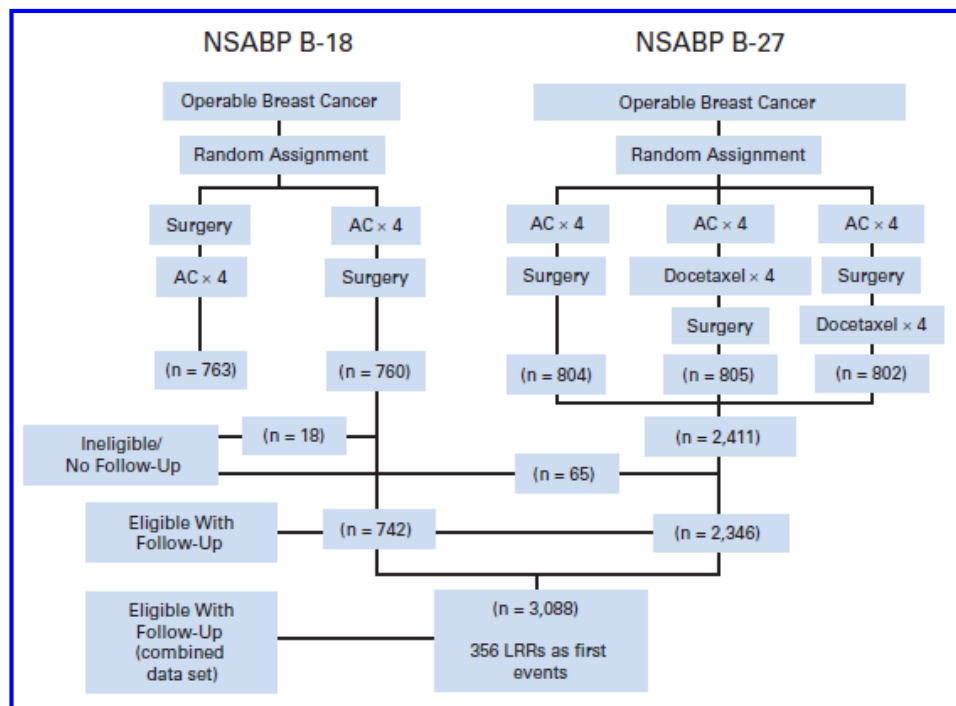 NSABP B-18
NSABP B-27
Operable Breast Cancer
Operable Breast Cancer
Random Assignment
Random Assignment
Surgery
AC × 4
AC × 4
AC × 4
AC × 4
AC × 4
Surgery
Surgery
Docetaxel × 4
Surgery
Surgery
Docetaxel × 4
(n = 763)
(n = 760)
(n = 804)
(n = 805)
(n = 802)
Ineligible/
No Follow-Up
(n = 18)
(n = 2,411)
(n = 65)
Eligible With
Follow-Up
(n = 742)
(n = 2,346)
Eligible With
Follow-Up
(combined
data set)
(n = 3,088)
356 LRRs as first
events